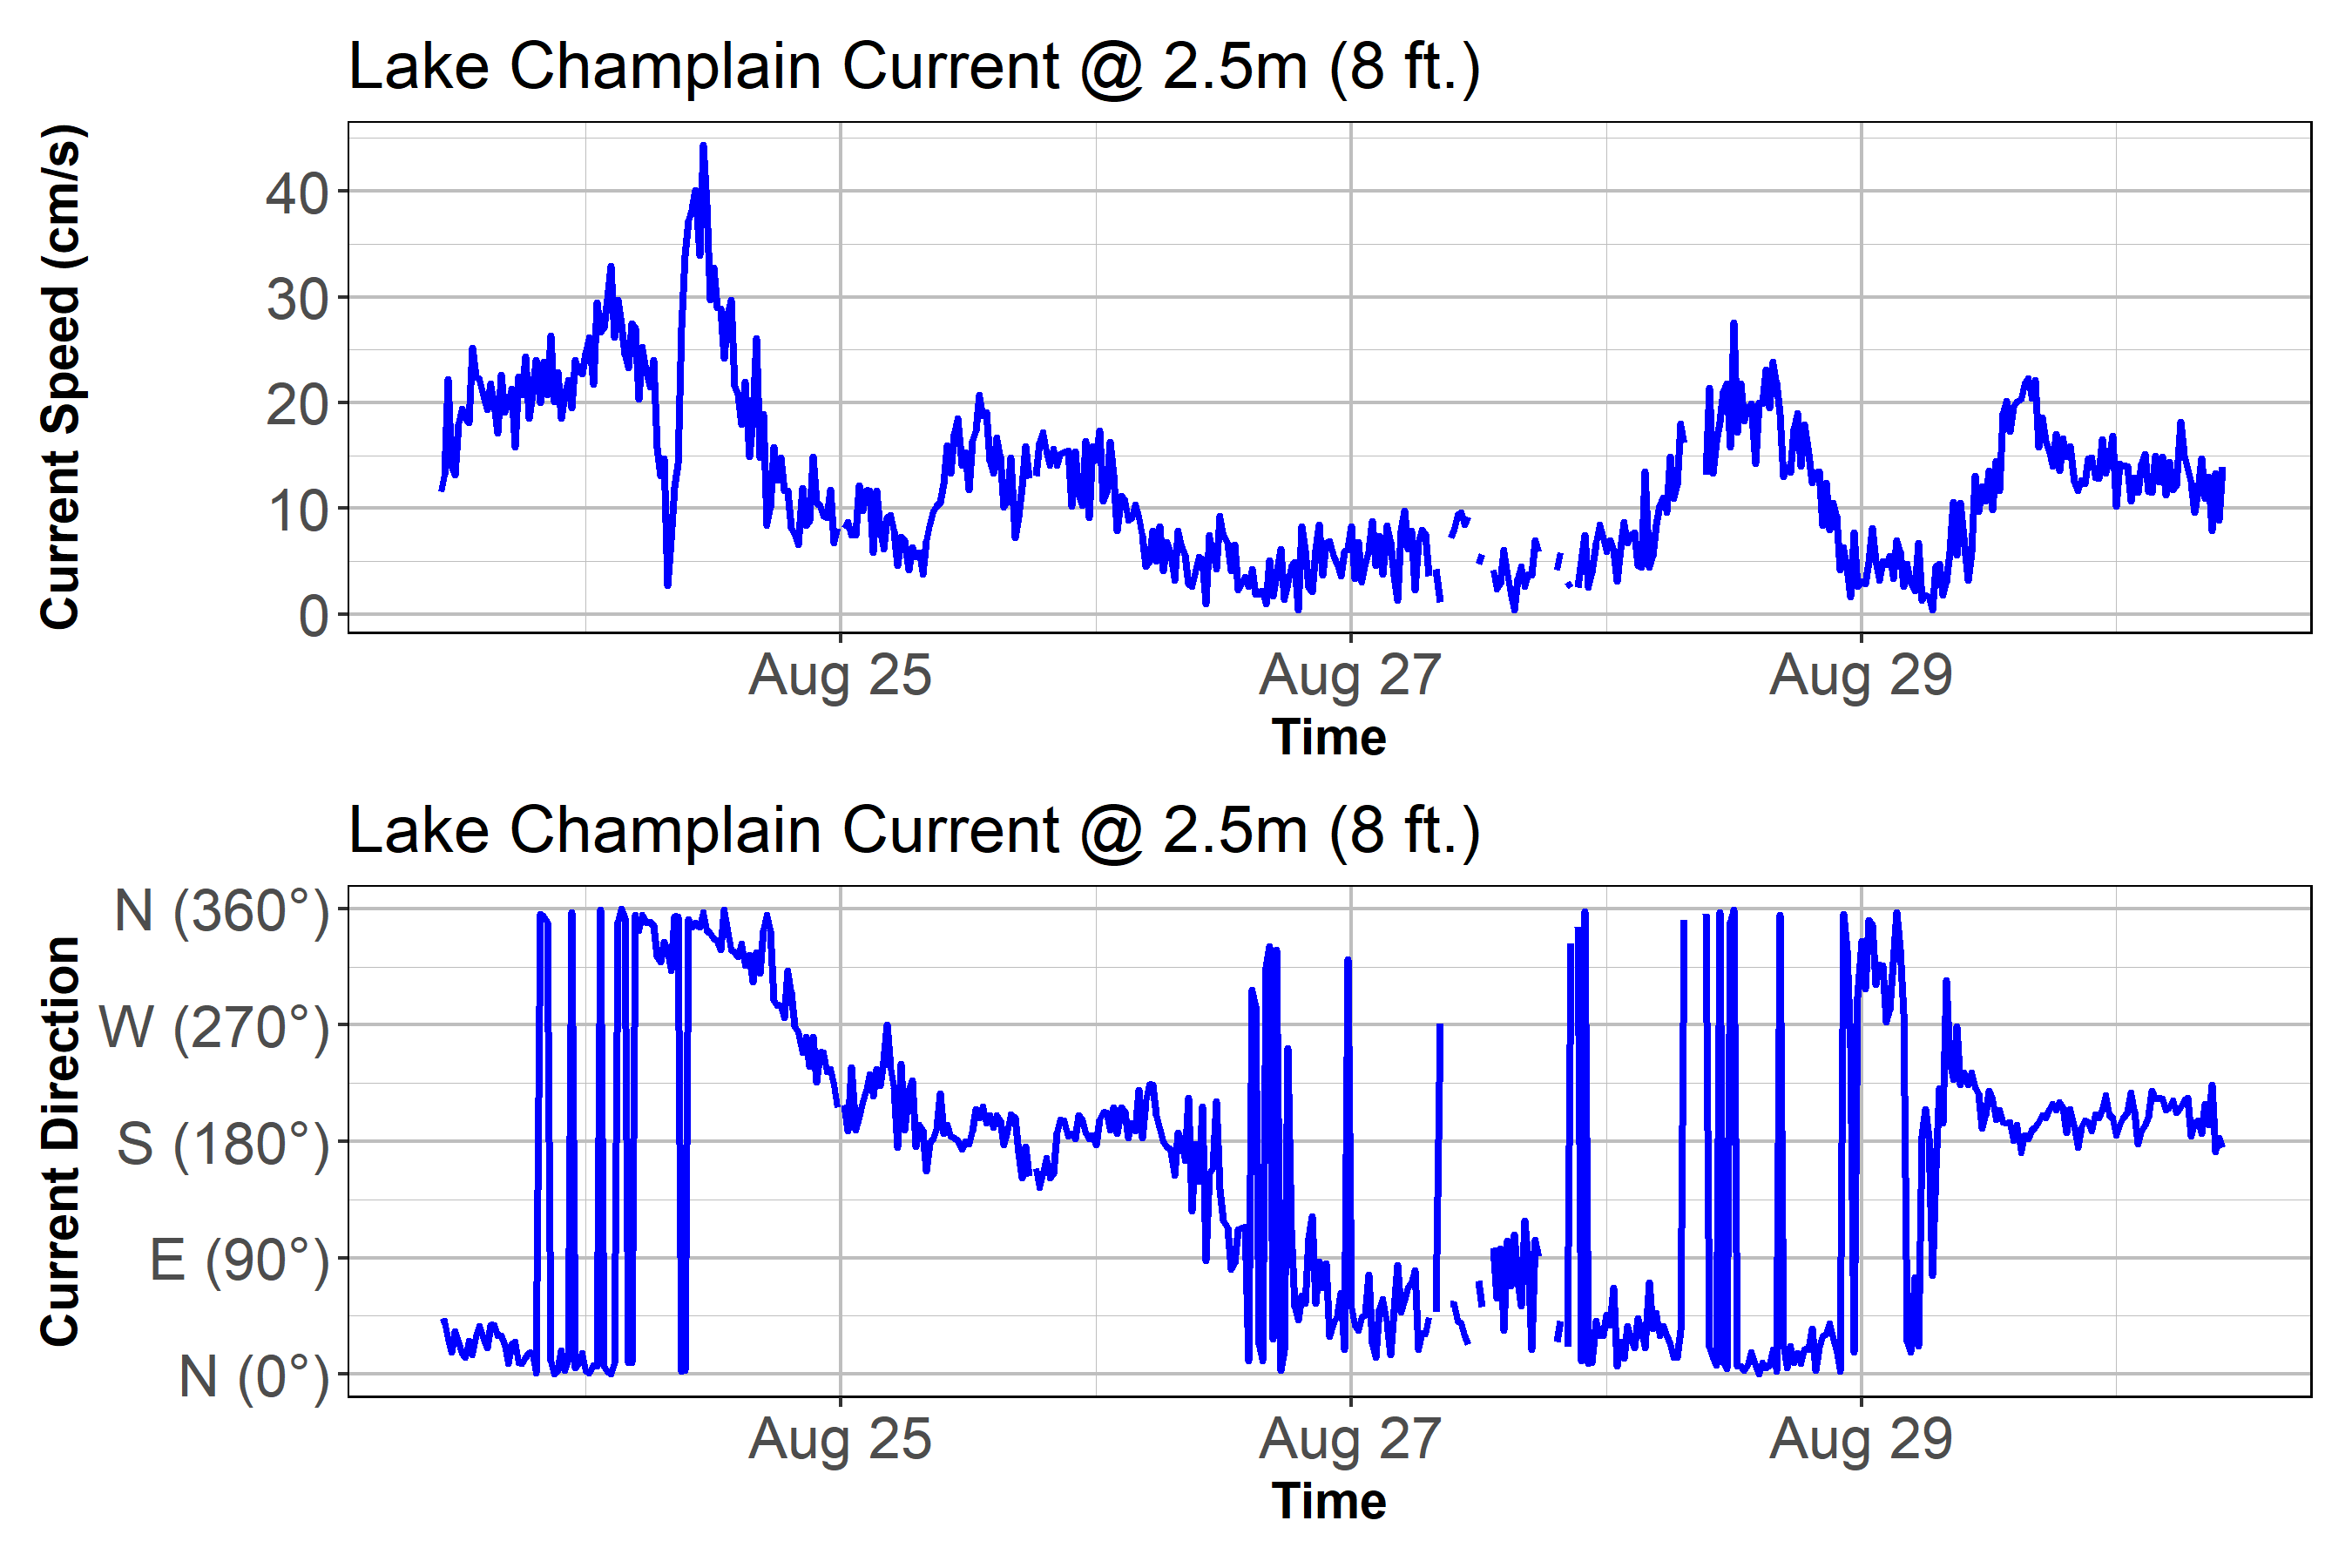 Lake Champlain Current @ 2.5m (8 ft.)
Current Speed (cm/s)
40
30
20
10
0
Aug 25 Aug 27 Aug 29
Time
Lake Champlain Current @ 2.5m (8 ft.)
Current Direction
N (360°)
W (270°)
S (180°)
E (90°)
N (0°)
Aug 25 Aug 27 Aug 29
Time